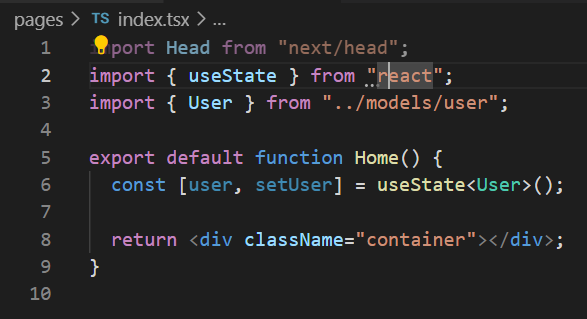 pages > TS index.tsx > ...
1 import Head from "next/head";
2 import { useState } from "react";
3 import { User } from "../models/user";
4
5 export default function Home() {
6   const [user, setUser] = useState<User>();
7
8   return <div className="container"></div>;
9 }
10